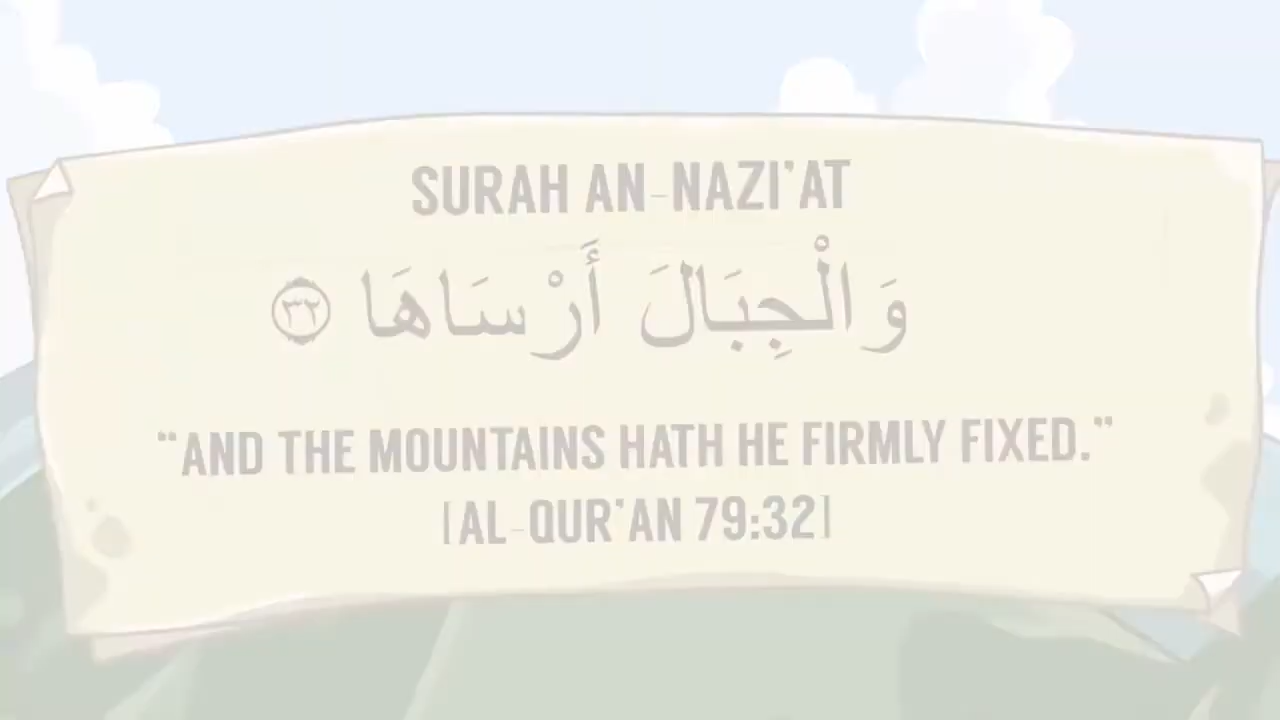 SURAH AN-NAZI'AT
وَالْجِبَالَ أَرْسَاهَا ٣٢
"AND THE MOUNTAINS HATH HE FIRMLY FIXED."
[AL-QUR'AN 79:32]